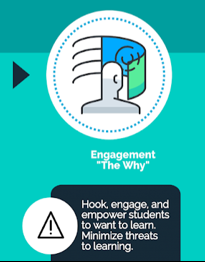 Engagement
"The Why"
Hook, engage, and
empower students
to want to learn.
Minimize threats
to learning.